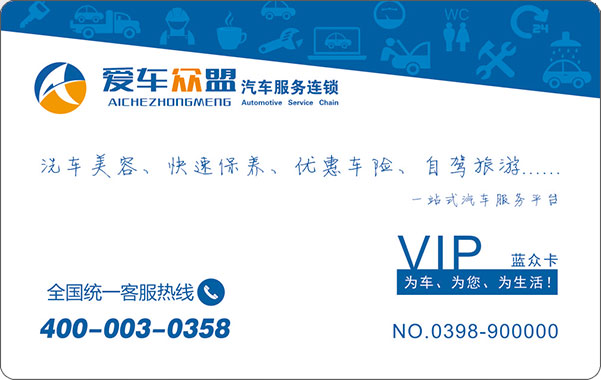 WC
24
爱车众盟 汽车服务连锁
AICHEZHONGMENG Automotive Service Chain
洗车美容、快速保养、优惠车险、自驾旅游......
一站式汽车服务平台
VIP 蓝众卡
为车、为您、为生活！
全国统一客服热线
400-003-0358
NO.0398-900000